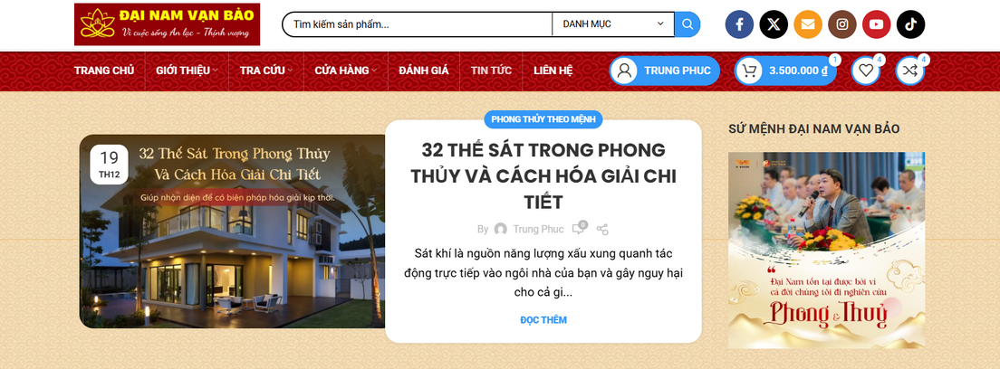 ĐẠI NAM VẠN BẢO
Vì cuộc sống An lạc - Thịnh vượng
Tìm kiếm sản phẩm...
DANH MỤC
TRANG CHỦ
GIỚI THIỆU
TRA CỨU
CỬA HÀNG
ĐÁNH GIÁ
TIN TỨC
LIÊN HỆ
TRUNG PHUC
3.500.000 ₫
1
4
4
19
TH12
32 Thế Sát Trong Phong Thủy
Và Cách Hóa Giải Chi Tiết
Giúp nhận diện để có biện pháp hóa giải kịp thời.
PHONG THỦY THEO MỆNH
32 THẾ SÁT TRONG PHONG
THỦY VÀ CÁCH HÓA GIẢI CHI
TIẾT
By Trung Phuc 0
Sát khí là nguồn năng lượng xấu xung quanh tác
động trực tiếp vào ngôi nhà của bạn và gây nguy hại
cho cả gi...
ĐỌC THÊM
SỨ MỆNH ĐẠI NAM VẠN BẢO
Đại Nam tồn tại được bởi vì
cả đời chúng tôi đi nghiên cứu
Phong & Thuỷ